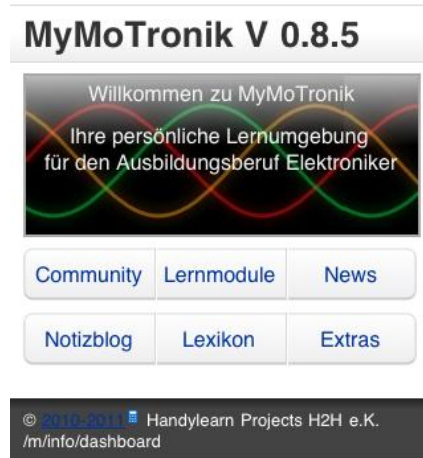 MyMoTronik V 0.8.5
Willkommen zu MyMoTronik
Ihre persönliche Lernumgebung
für den Ausbildungsberuf Elektroniker
Community Lernmodule News
Notizblog Lexikon Extras
© 2010-2011 Handylearn Projects H2H e.K.
/m/info/dashboard